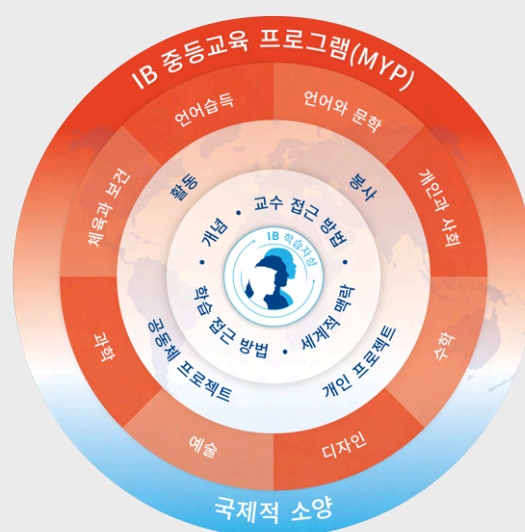 IB 중등교육 프로그램(MYP)
언어습득
언어와 문학
체육과 보건
개인과 사회
과학
수학
예술
디자인
활동
봉사
공동체 프로젝트
개인 프로젝트
개념 • 교수 접근 방법 •
학습 접근 방법 • 세계적 맥락 •
IB 학습자상
국제적 소양